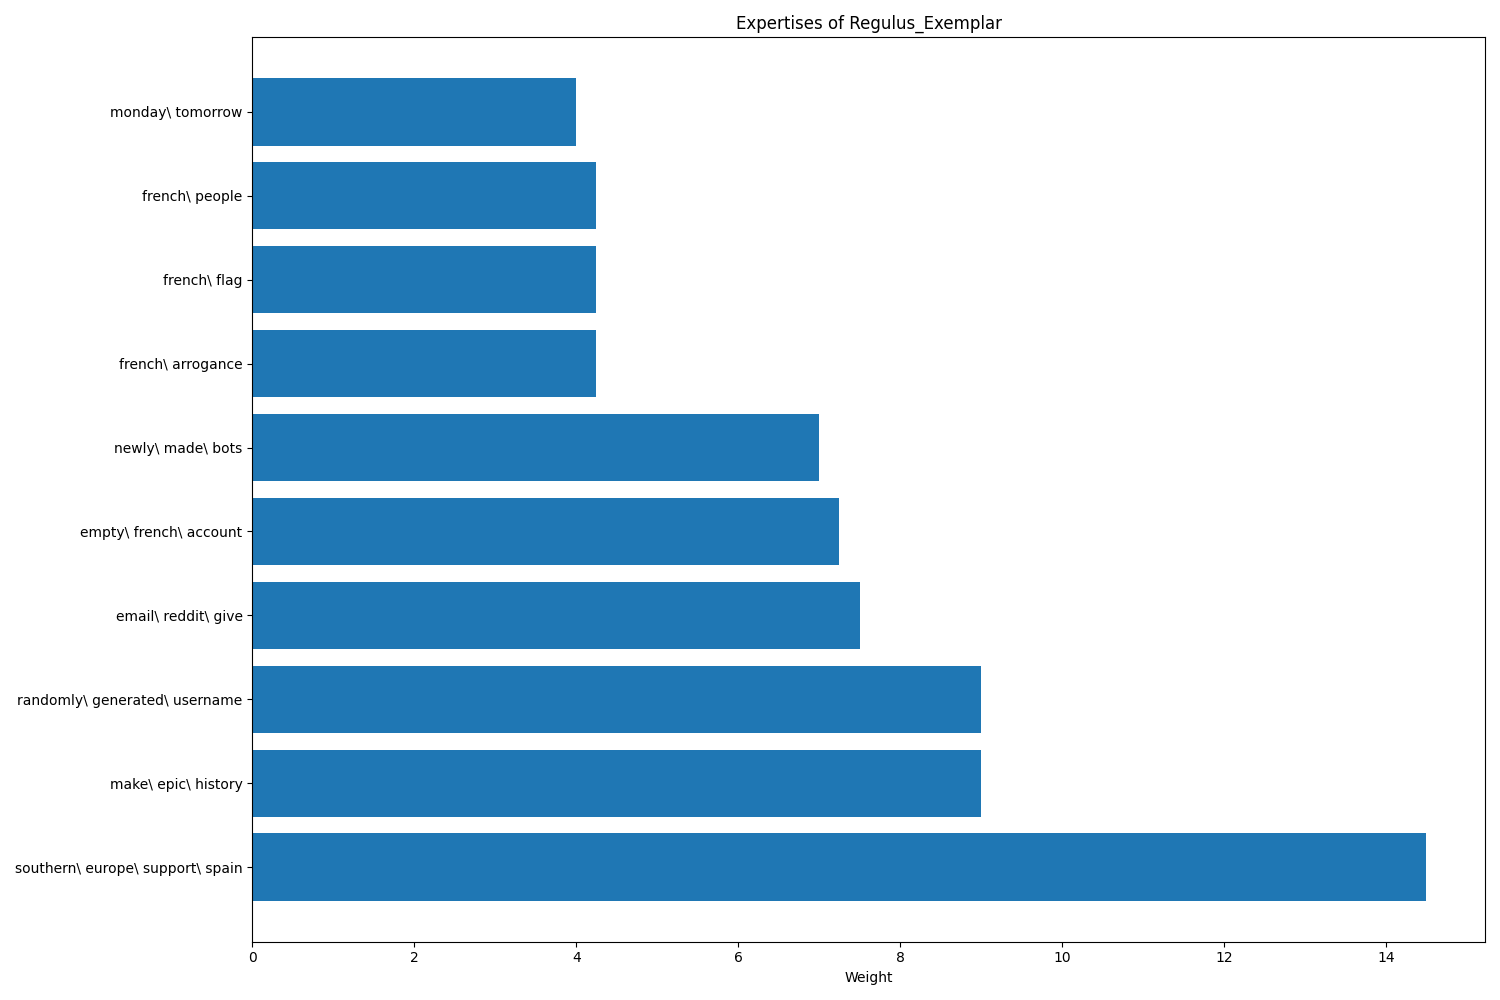 Expertises of Regulus_Exemplar
monday\ tomorrow
french\ people
french\ flag
french\ arrogance
newly\ made\ bots
empty\ french\ account
email\ reddit\ give
randomly\ generated\ username
make\ epic\ history
southern\ europe\ support\ spain
0 2 4 6 8 10 12 14
Weight